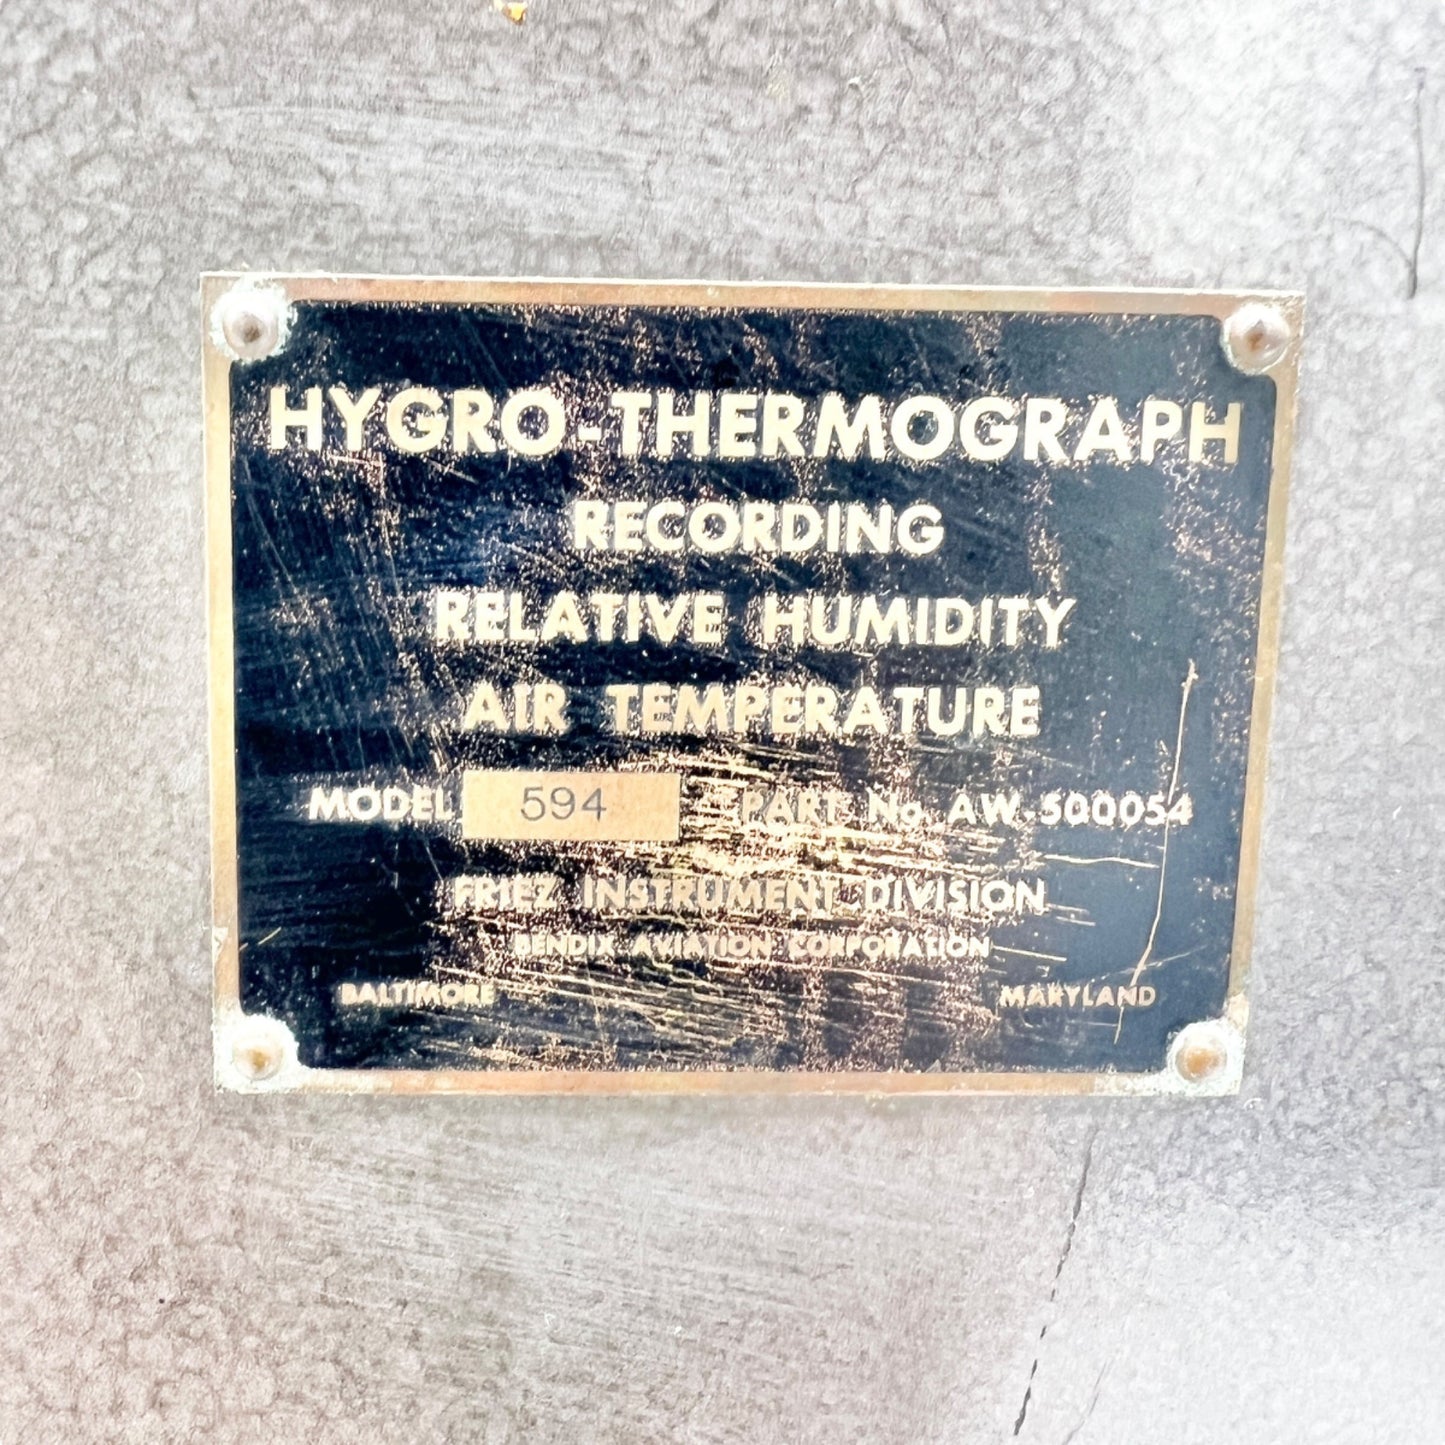 HYGRO-THERMOGRAPH
RECORDING
RELATIVE HUMIDITY
AIR TEMPERATURE
MODEL 594 PART No. AW-500054
FRIEZ INSTRUMENT DIVISION
BENDIX AVIATION CORPORATION
BALTIMORE MARYLAND